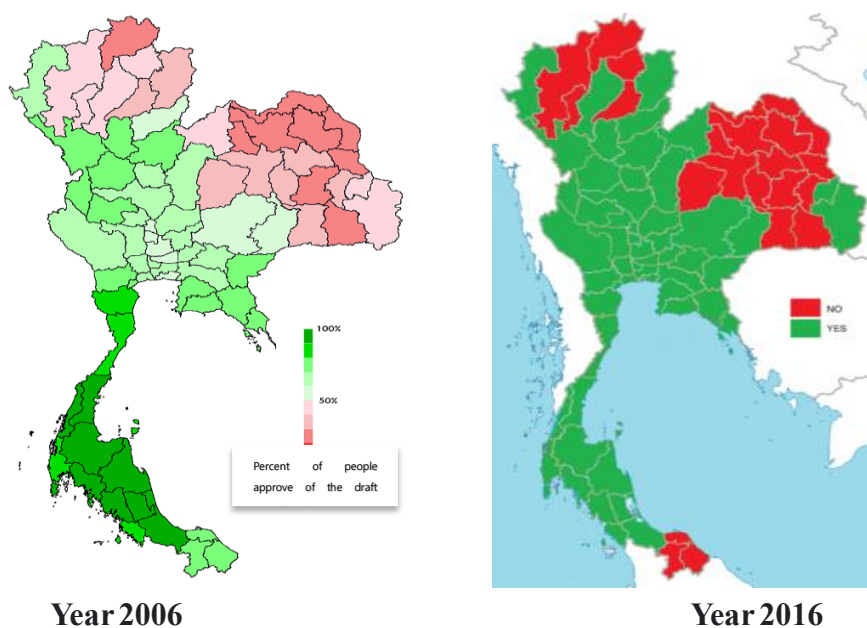 100%
50%
Percent of people
approve of the draft
NO
YES
Year 2006
Year 2016